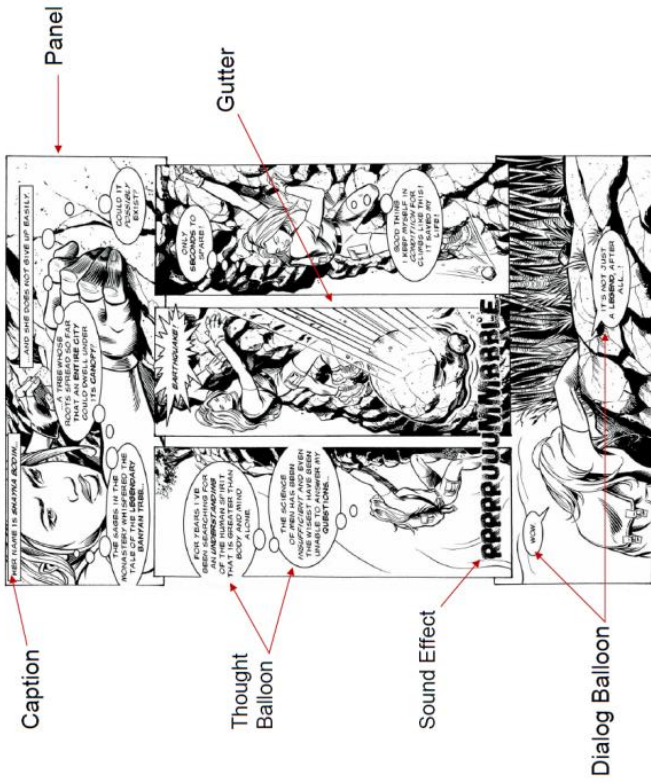 Caption
Panel
HER NAME IS SHAYNA BODIN...
...AND SHE DOES NOT GIVE UP EASILY.
THE SAGES IN THE
MONASTERY WHISPERED THE
TALE OF THE LEGENDARY
BANYAN TREE...
...A TREE WHOSE
ROOTS SPREAD SO FAR
THAT AN ENTIRE CITY
COULD DWELL UNDER
ITS CANOPY!
COULD IT
POSSIBLY
EXIST?
Thought
Balloon
FOR YEARS I'VE
BEEN SEARCHING FOR
AN UNDERSTANDING
OF THE HUMAN SPIRIT
THAT IS GREATER THAN
BODY AND MIND
ALONE.
THE SCIENCE
OF MEN HAS BEEN
INSUFFICIENT AND EVEN
THE WISEST HAVE BEEN
UNABLE TO ANSWER MY
QUESTIONS...
EARTHQUAKE!
ONLY
SECONDS TO
SPARE!
GOOD THING
I KEEP MYSELF IN
CONDITION FOR
CLIMBS LIKE THIS!
IT SAVED MY
LIFE!
Gutter
Sound Effect
WOW.
IT'S NOT JUST
A LEGEND, AFTER
ALL...!
Dialog Balloon